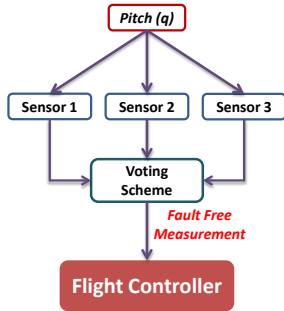 Pitch (q)
Sensor 1
Sensor 2
Sensor 3
Voting
Scheme
Fault Free
Measurement
Flight Controller